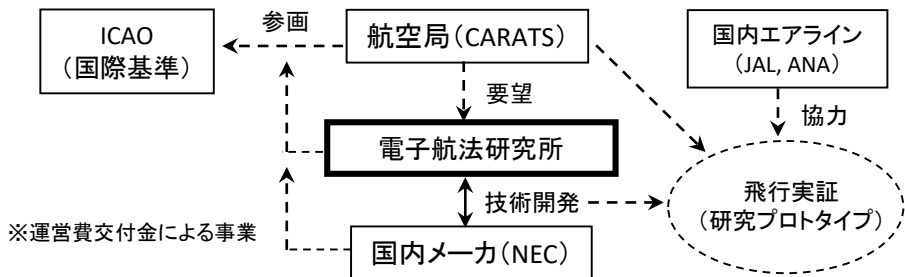 ICAO
(国際基準)
参画
航空局(CARATS)
国内エアライン
(JAL, ANA)
要望
協力
電子航法研究所
技術開発
飛行実証
(研究プロトタイプ)
※運営費交付金による事業
国内メーカ(NEC)